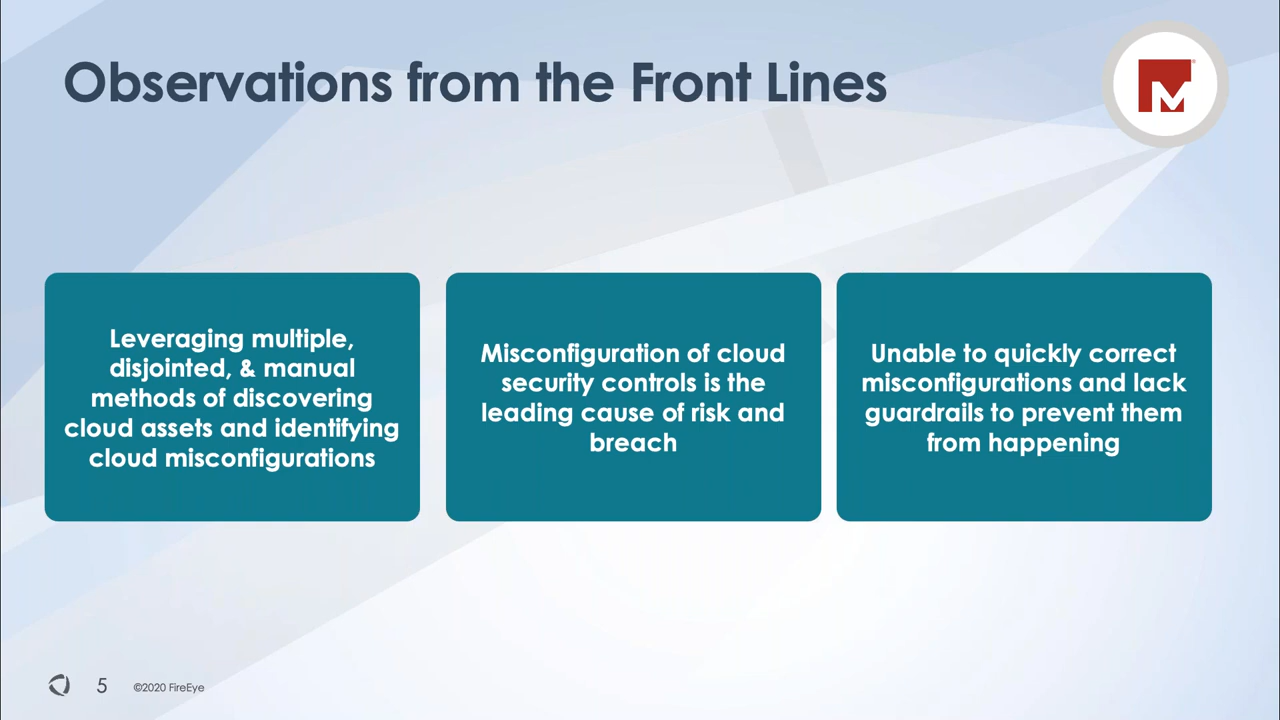 Observations from the Front Lines
Leveraging multiple,
disjointed, & manual
methods of discovering
cloud assets and identifying
cloud misconfigurations
Misconfiguration of cloud
security controls is the
leading cause of risk and
breach
Unable to quickly correct
misconfigurations and lack
guardrails to prevent them
from happening
5 ©2020 FireEye